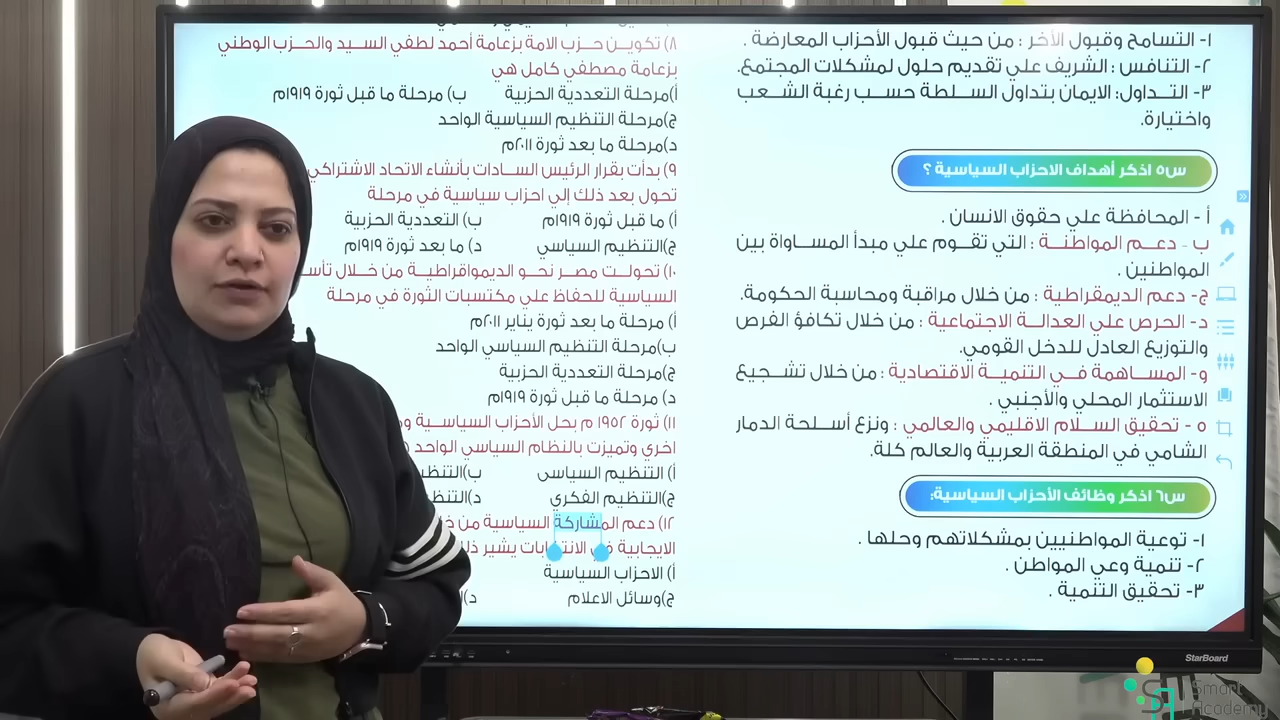 ١- التسامح وقبول الأخر : من حيث قبول الأحزاب المعارضة .
٢- التنافس : الشريف علي تقديم حلول لمشكلات المجتمع.
٣- التداول: الايمان بتداول السلطة حسب رغبة الشعب
واختيارة.
س٥ اذكر أهداف الاحزاب السياسية ؟
أ - المحافظة علي حقوق الانسان .
ب - دعم المواطنة : التي تقوم علي مبدأ المساواة بين
المواطنين .
ج- دعم الديمقراطية : من خلال مراقبة ومحاسبة الحكومة.
د- الحرص علي العدالة الاجتماعية : من خلال تكافؤ الفرص
والتوزيع العادل للدخل القومي.
و- المساهمة في التنمية الاقتصادية : من خلال تشجيع
الاستثمار المحلي والأجنبي .
ه - تحقيق السلام الاقليمي والعالمي : ونزع أسلحة الدمار
الشامي في المنطقة العربية والعالم كلة.
س٦ اذكر وظائف الأحزاب السياسية:
١- توعية المواطنيين بمشكلاتهم وحلها .
٢- تنمية وعي المواطن .
٣- تحقيق التنمية .
٨) تكوين حزب الامة بزعامة أحمد لطفي السيد والحزب الوطني
بزعامة مصطفي كامل هي
أ)مرحلة التعددية الحزبية ب) مرحلة ما قبل ثورة ١٩١٩م
ج)مرحلة التنظيم السياسية الواحد
د)مرحلة ما بعد ثورة ٢٠١١م
٩) بدأت بقرار الرئيس السادات بأنشاء الاتحاد الاشتراكي
تحول بعد ذلك إلي احزاب سياسية في مرحلة
أ) ما قبل ثورة ١٩١٩م ب) التعددية الحزبية
ج)التنظيم السياسي د) ما بعد ثورة ١٩١٩م
١٠) تحولت مصر نحو الديمواقراطية من خلال
السياسية للحفاظ علي مكتسبات الثورة في مرحلة
أ) مرحلة ما بعد ثورة يناير ٢٠١١م
ب)مرحلة التنظيم السياسي الواحد
ج)مرحلة التعددية الحزبية
د) مرحلة ما قبل ثورة ١٩١٩م
١١) ثورة ١٩٥٢ م بحل الأحزاب السياسية
اخري وتميزت بالنظام السياسي الواحد
أ) التنظيم السياسى ب)
ج)التنظيم الفكري د)
١٢) دعم المشاركة السياسية من
الايجابية في الانتخابات يشير
أ) الاحزاب السياسية
ج)وسائل الاعلام د)
StarBoard
Smart
Academy